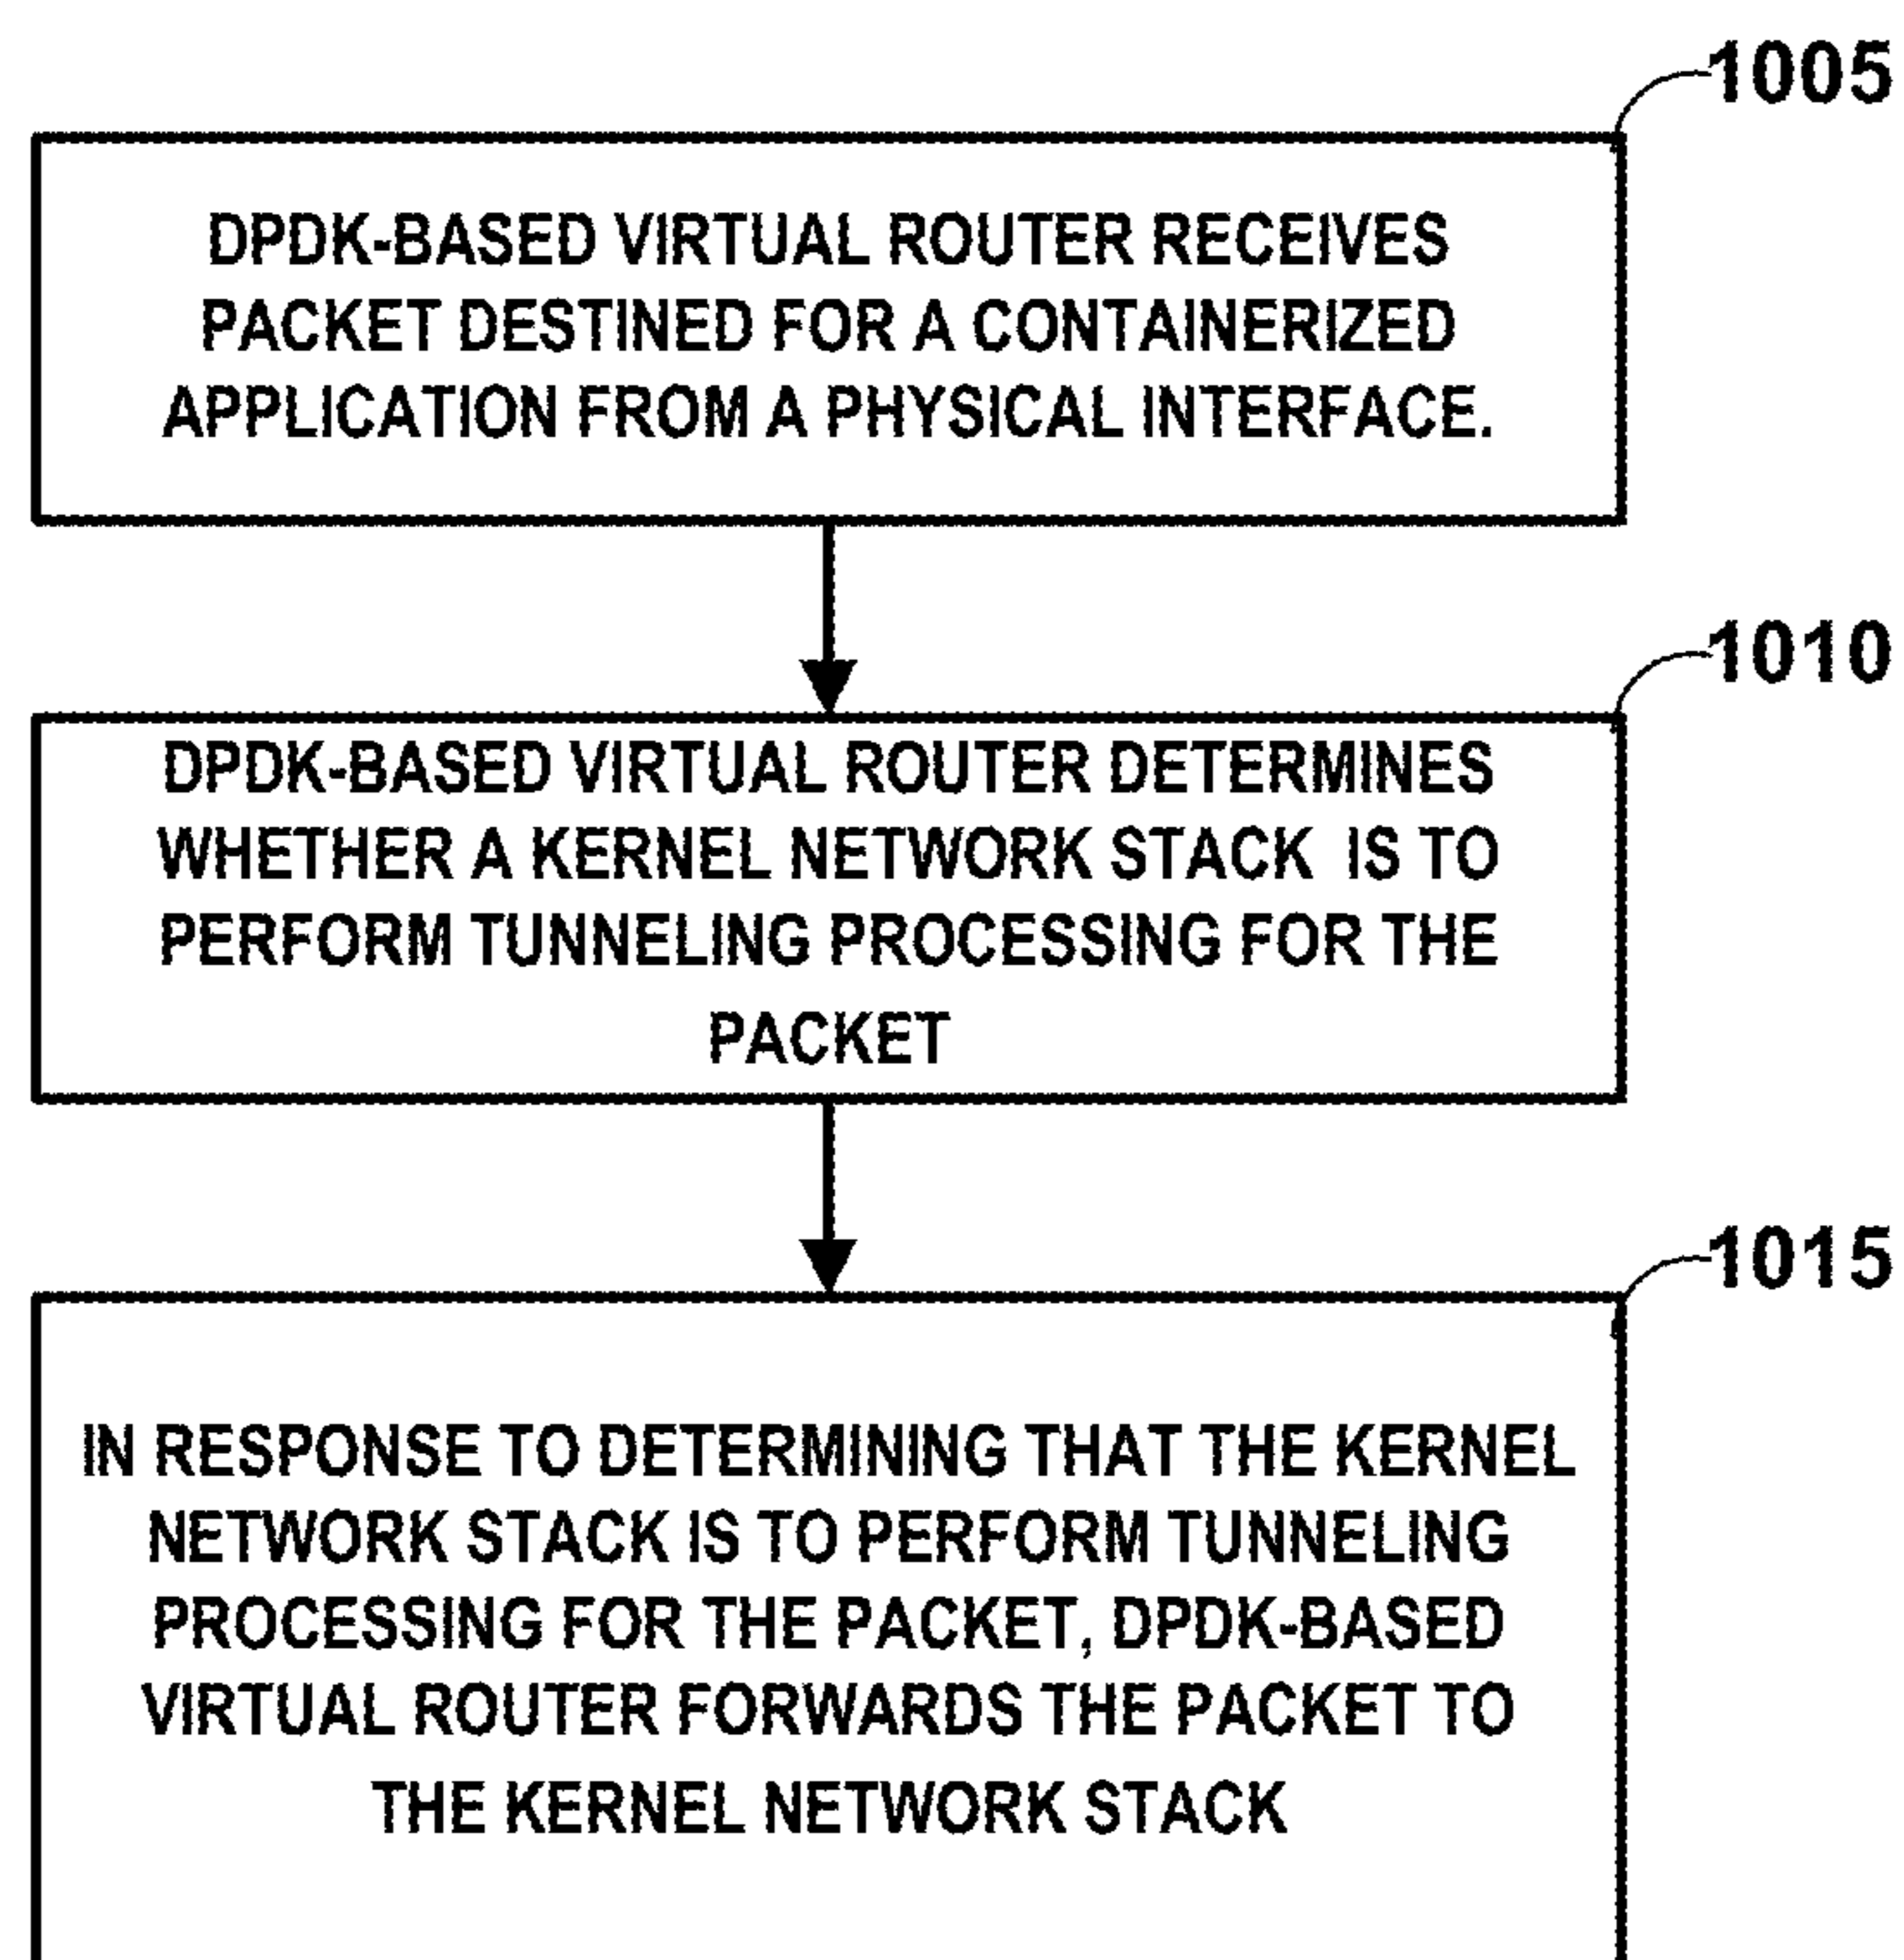 1005
DPDK-BASED VIRTUAL ROUTER RECEIVES
PACKET DESTINED FOR A CONTAINERIZED
APPLICATION FROM A PHYSICAL INTERFACE.
1010
DPDK-BASED VIRTUAL ROUTER DETERMINES
WHETHER A KERNEL NETWORK STACK IS TO
PERFORM TUNNELING PROCESSING FOR THE
PACKET
1015
IN RESPONSE TO DETERMINING THAT THE KERNEL
NETWORK STACK IS TO PERFORM TUNNELING
PROCESSING FOR THE PACKET, DPDK-BASED
VIRTUAL ROUTER FORWARDS THE PACKET TO
THE KERNEL NETWORK STACK